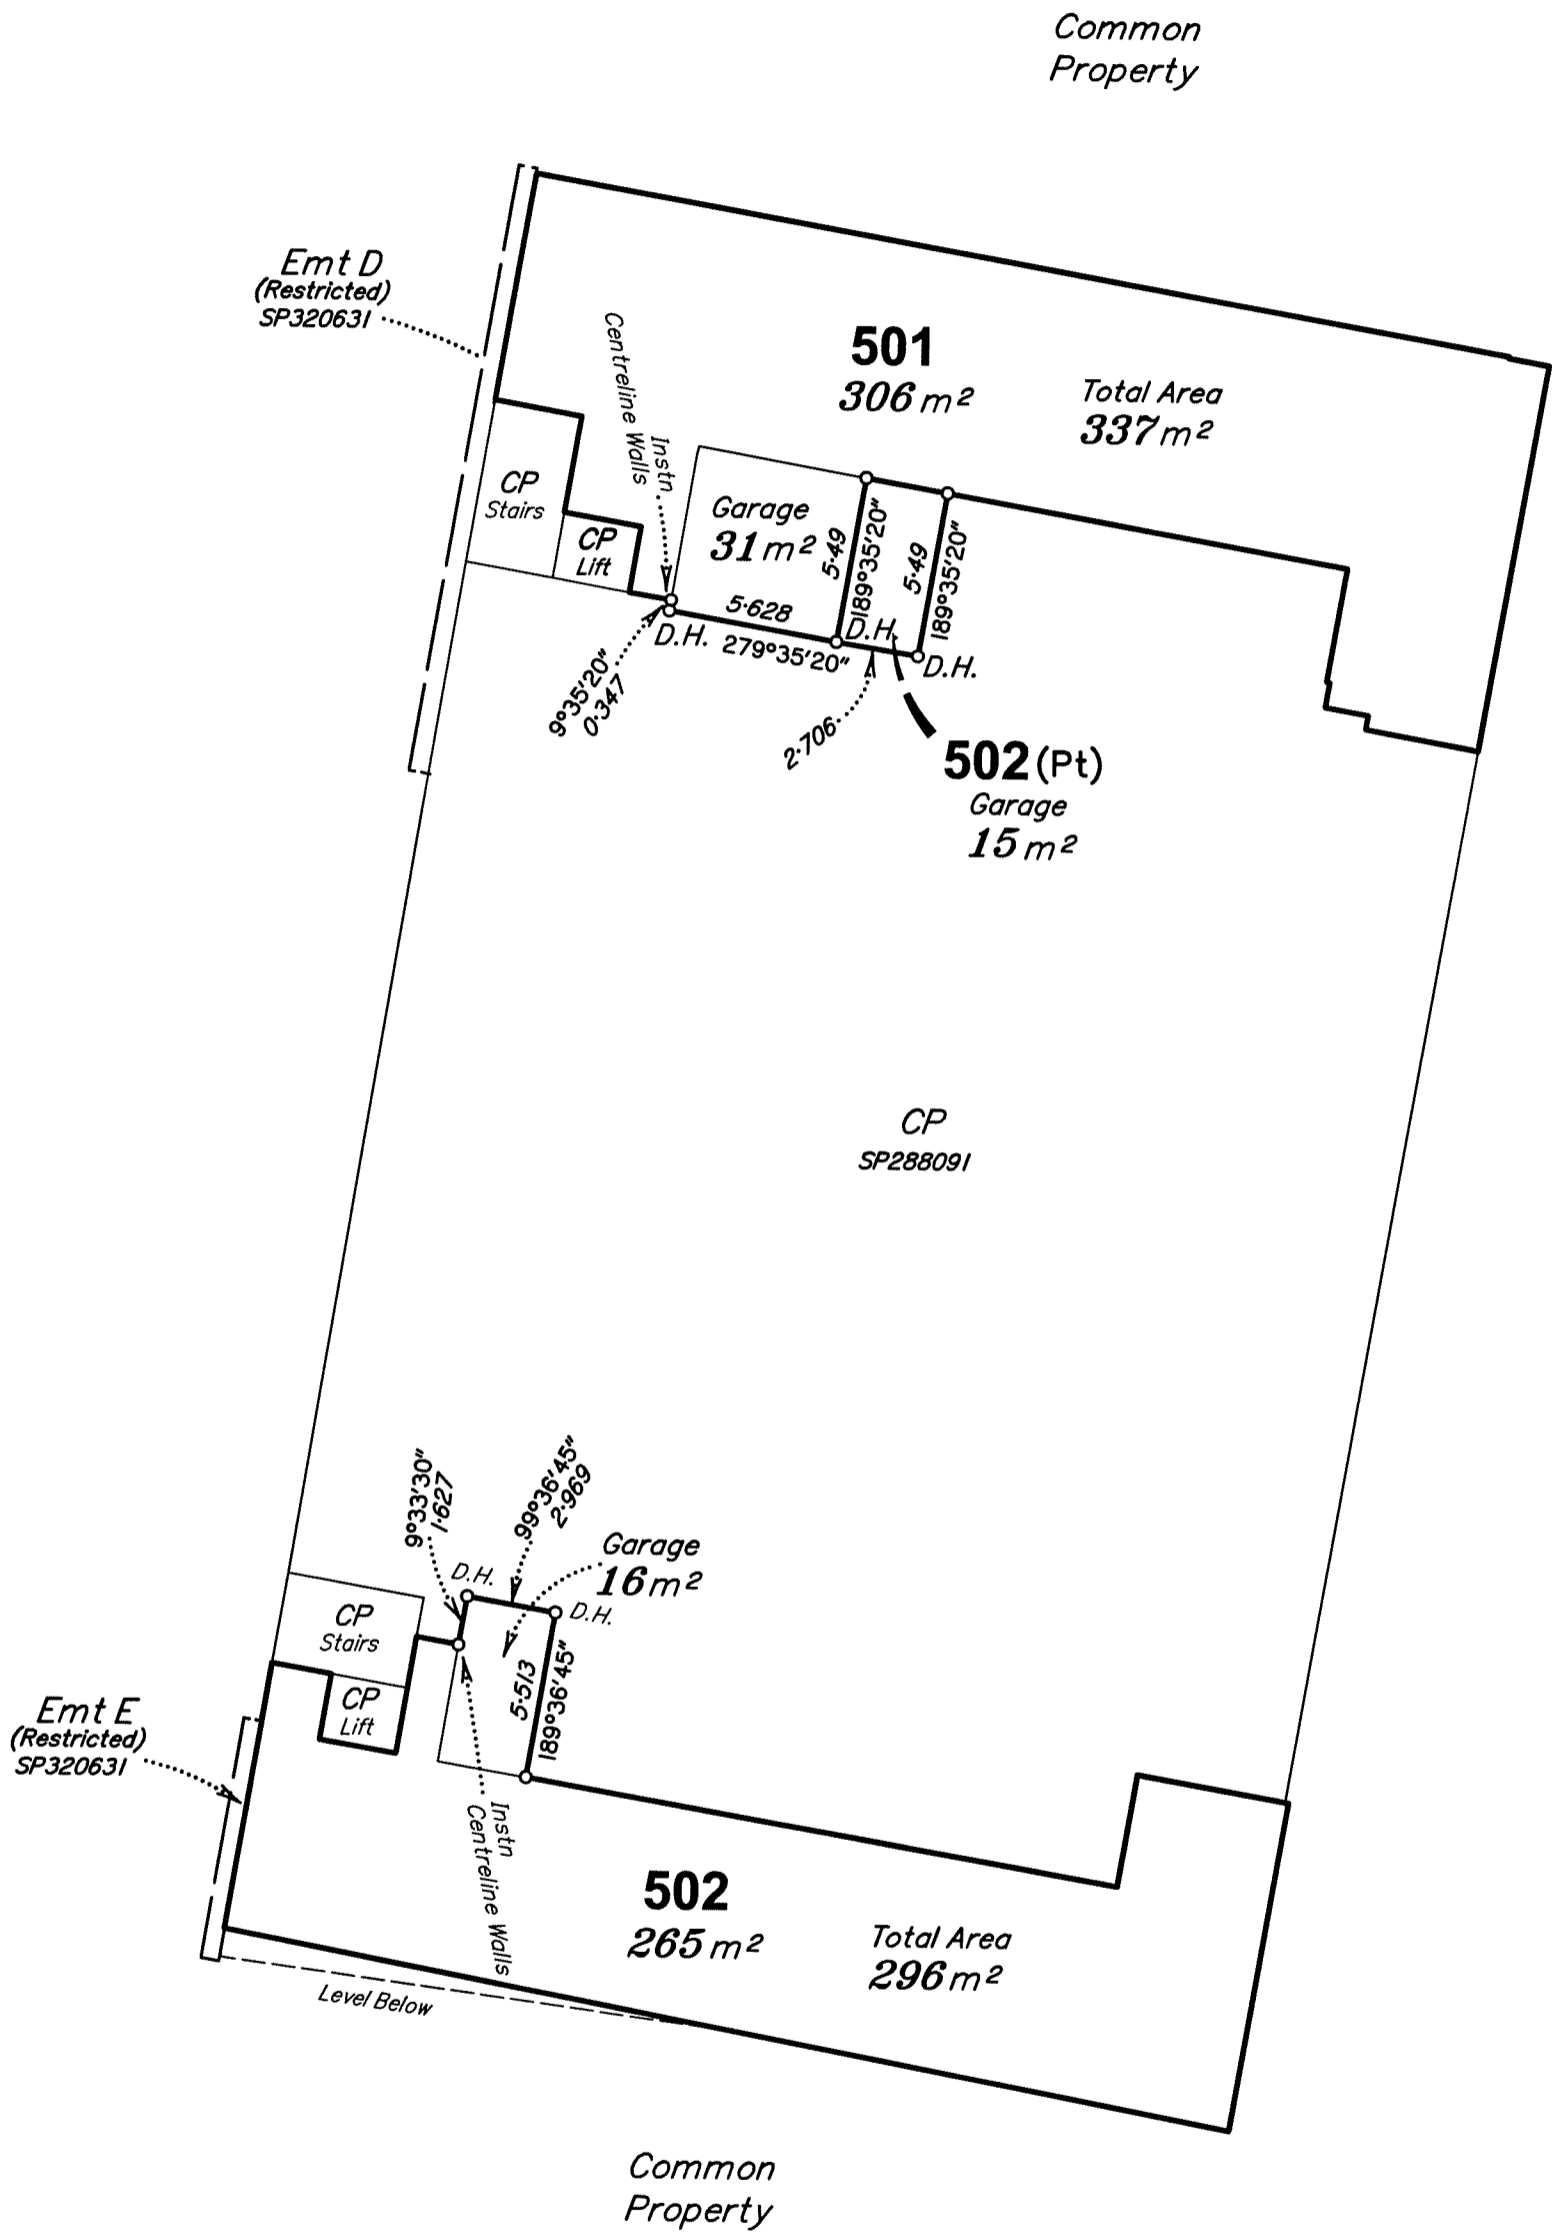 Common
Property
Emt D
(Restricted)
SP320631
501
306 m²
Total Area
337 m²
Centreline Walls
Instn
CP
Stairs
CP
Lift
Garage
31 m²
5·49
189°35'20"
5·49
189°35'20"
5·628
279°35'20"
D.H.
D.H.
D.H.
9°35'20"
0·347
2·706
502 (Pt)
Garage
15 m²
CP
SP288091
9°33'30"
1·627
99°36'45"
2·969
Garage
16 m²
D.H.
D.H.
CP
Stairs
CP
Lift
5·513
189°36'45"
Emt E
(Restricted)
SP320631
Instn
Centreline Walls
502
265 m²
Total Area
296 m²
Level Below
Common
Property